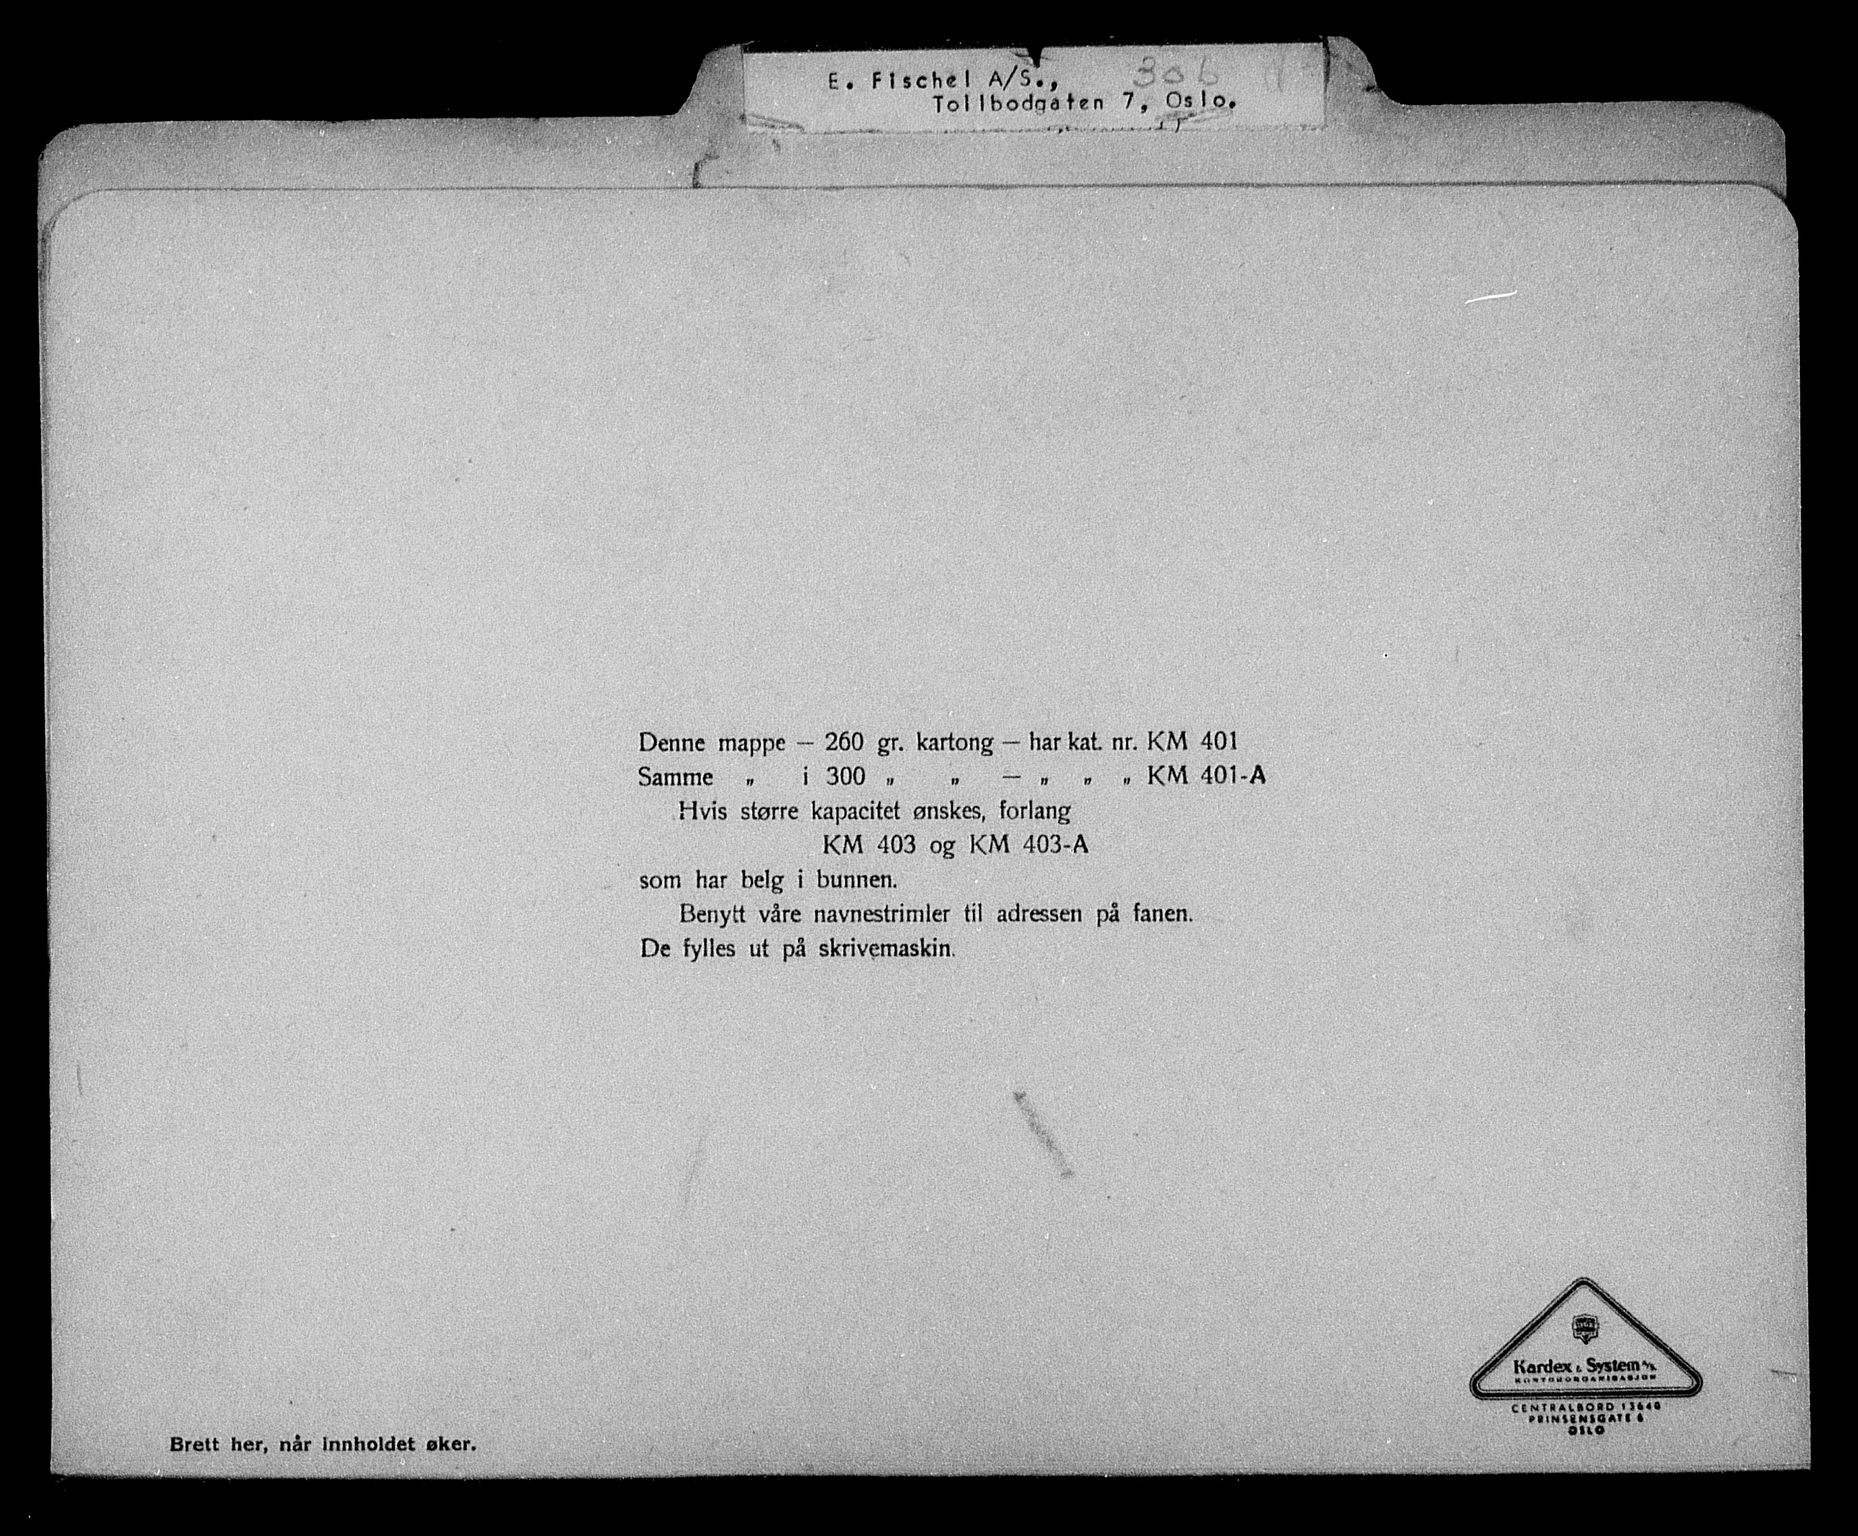 E. Fischel A/S., 306
Tollbodgaten 7, Oslo.
Denne mappe — 260 gr. kartong — har kat. nr. KM 401
Samme „ i 300 „ „ — „ „ „ KM 401-A
Hvis større kapacitet ønskes, forlang
KM 403 og KM 403-A
som har belg i bunnen.
Benytt våre navnestrimler til adressen på fanen.
De fylles ut på skrivemaskin.
Kardex & System A/S
KONTORORGANISASJON
CENTRALBORD 13640
PRINSENSGATE 6
OSLO
Brett her, når innholdet øker.